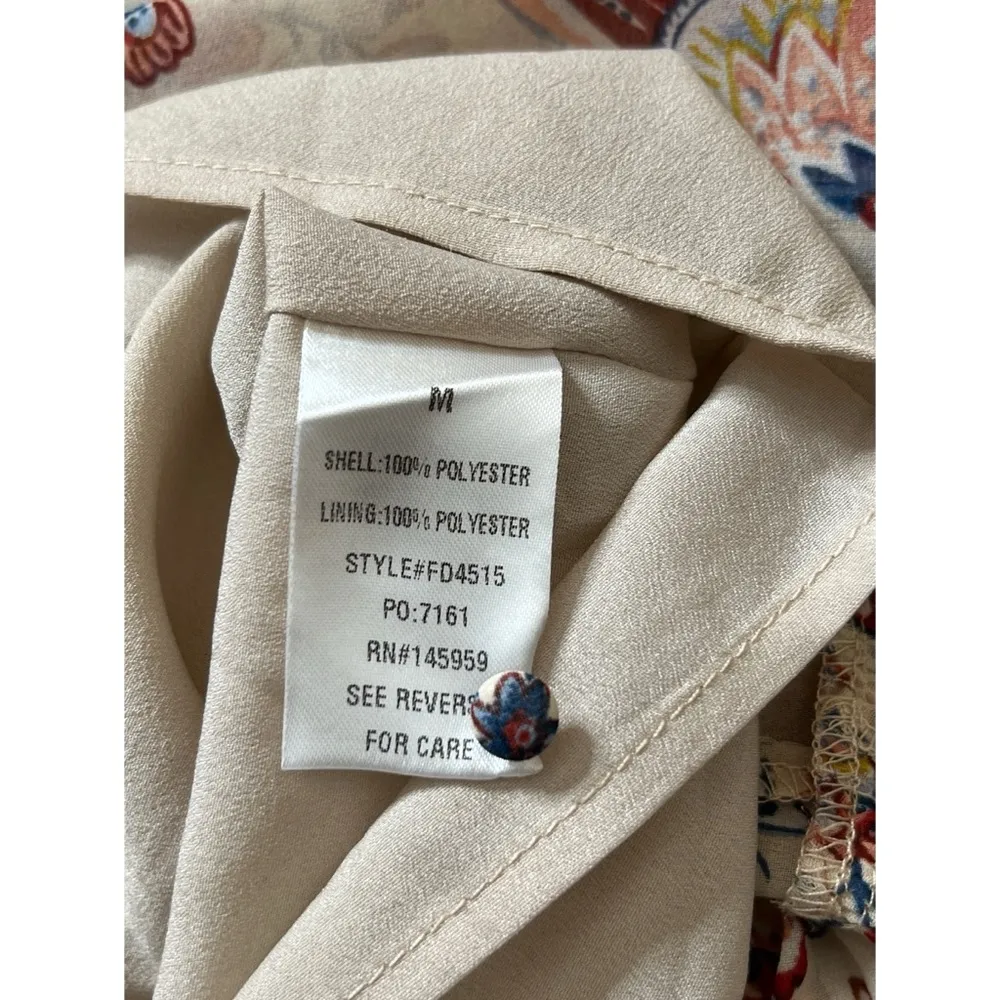 M
SHELL:100% POLYESTER
LINING:100% POLYESTER
STYLE#FD4515
PO:7161
RN#145959
SEE REVERS
FOR CARE